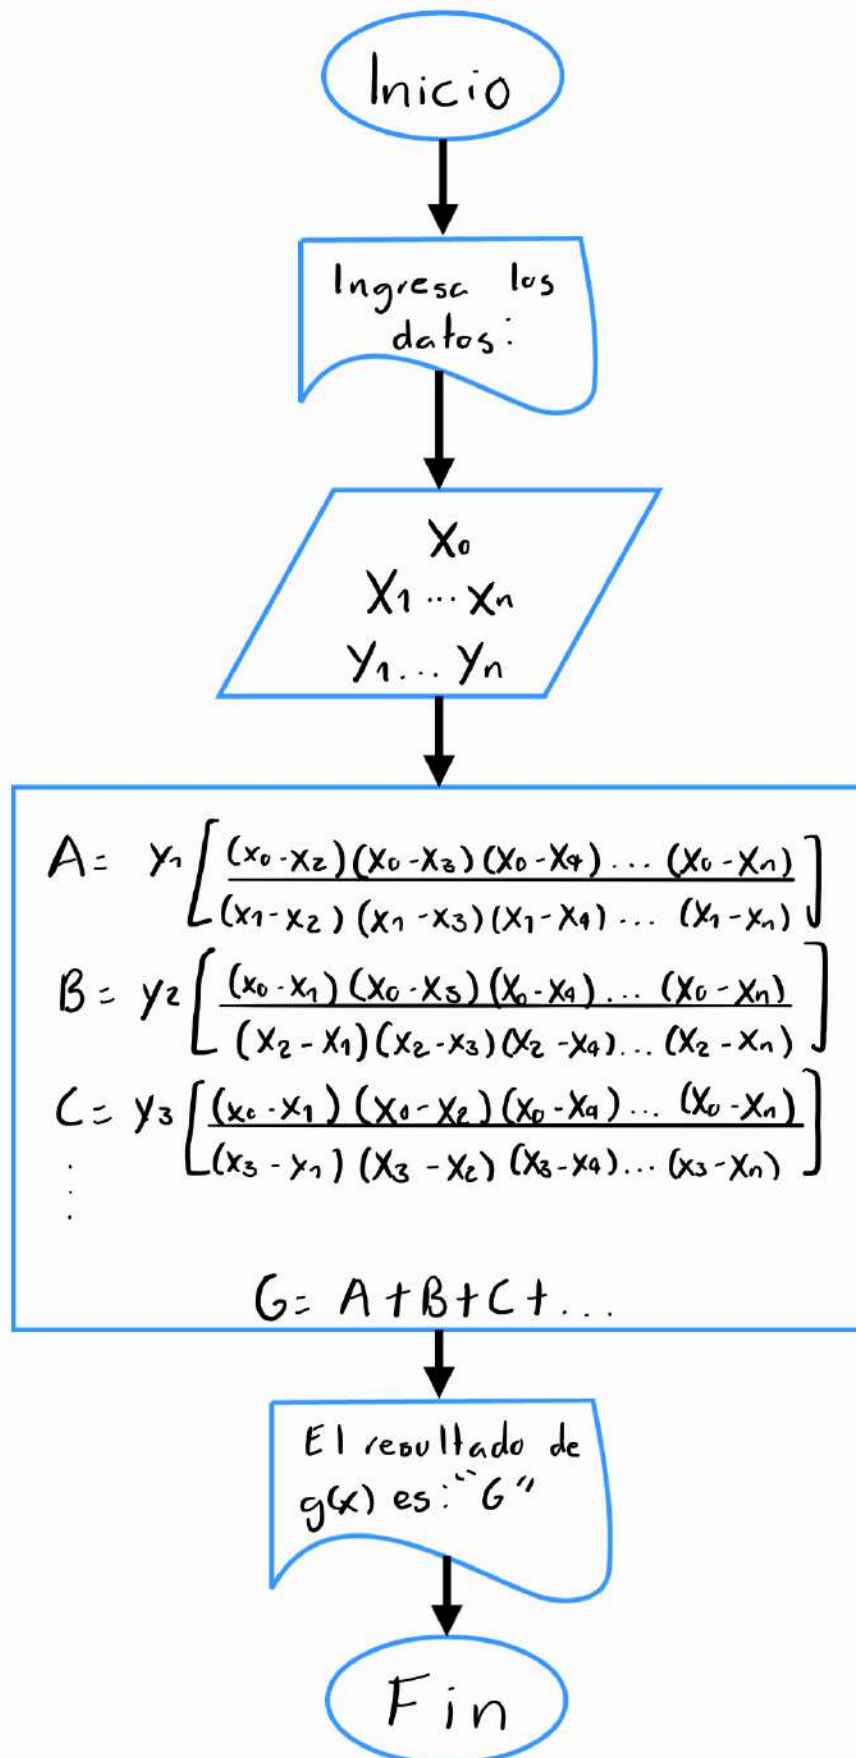 Inicio
Ingresa los
datos:
X₀
X₁ ... Xₙ
Y₁ ... Yₙ
A = y₁ [ (x₀-x₂)(x₀-x₃)(x₀-x₄)...(x₀-xₙ) / (x₁-x₂)(x₁-x₃)(x₁-x₄)...(x₁-xₙ) ]
B = y₂ [ (x₀-x₁)(x₀-x₃)(x₀-x₄)...(x₀-xₙ) / (x₂-x₁)(x₂-x₃)(x₂-x₄)...(x₂-xₙ) ]
C = y₃ [ (x₀-x₁)(x₀-x₂)(x₀-x₄)...(x₀-xₙ) / (x₃-x₁)(x₃-x₂)(x₃-x₄)...(x₃-xₙ) ]
⋮
G = A + B + C + ...
El resultado de
g(x) es: "G"
Fin